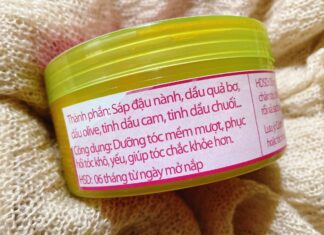 Thành phần: Sáp đậu nành, dầu quả bơ,
dầu olive, tinh dầu cam, tinh dầu chuối...
Công dụng: Dưỡng tóc mềm mượt, phục
hồi tóc khô, yếu, giúp tóc chắc khỏe hơn.
HSD: 06 tháng từ ngày mở nắp
HDSD: